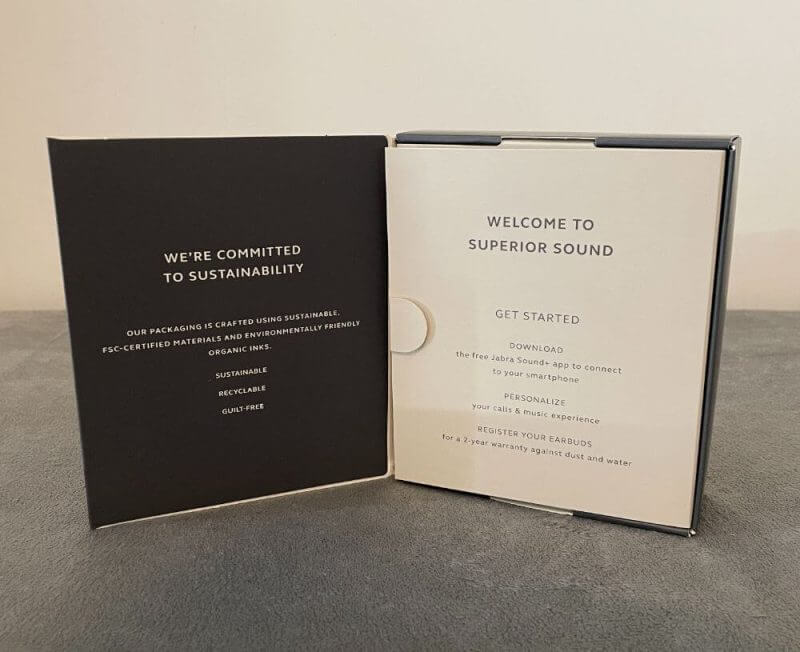 WE'RE COMMITTED
TO SUSTAINABILITY
OUR PACKAGING IS CRAFTED USING SUSTAINABLE,
FSC-CERTIFIED MATERIALS AND ENVIRONMENTALLY FRIENDLY
ORGANIC INKS.
SUSTAINABLE
RECYCLABLE
GUILT-FREE
WELCOME TO
SUPERIOR SOUND
GET STARTED
DOWNLOAD
the free Jabra Sound+ app to connect
to your smartphone
PERSONALIZE
your calls & music experience
REGISTER YOUR EARBUDS
for a 2-year warranty against dust and water